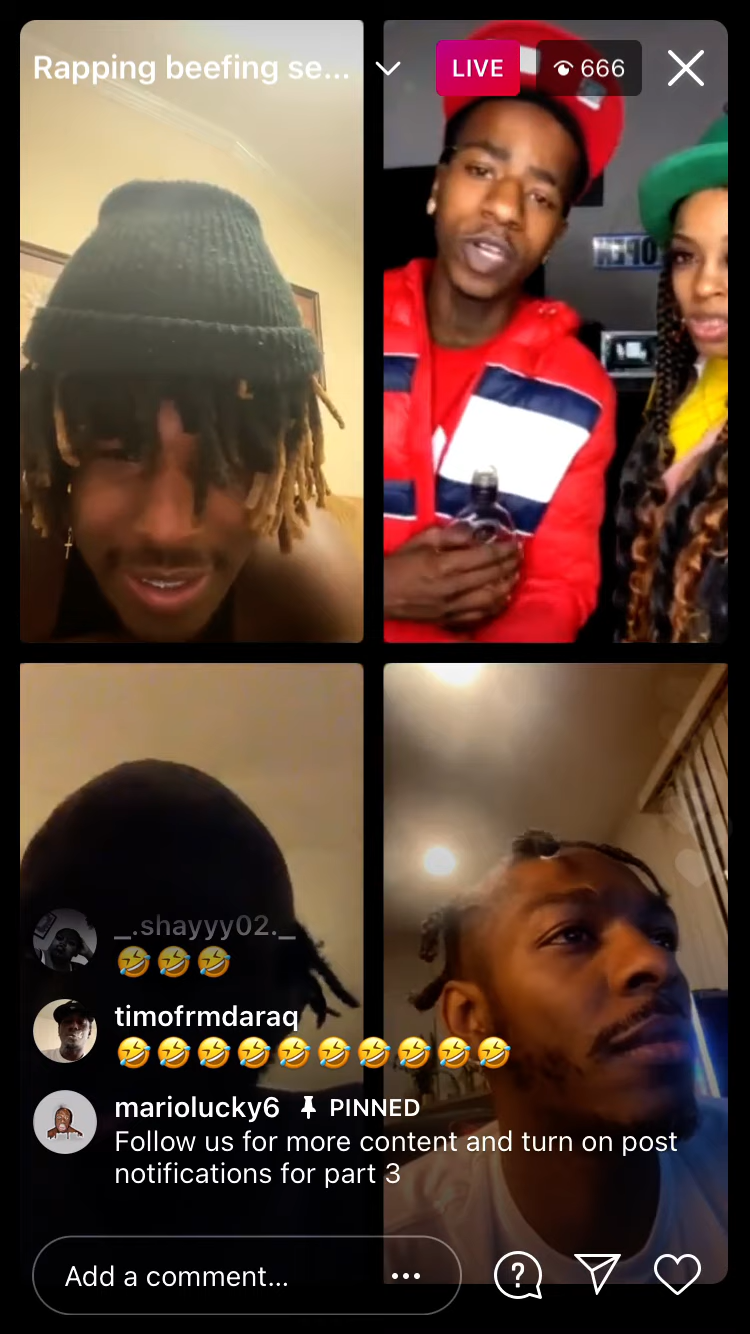 Rapping beefing se...
LIVE
666
_.shayyy02._
🤣🤣🤣
timofrmdaraq
🤣🤣🤣🤣🤣🤣🤣🤣🤣🤣
mariolucky6 PINNED
Follow us for more content and turn on post
notifications for part 3
Add a comment...